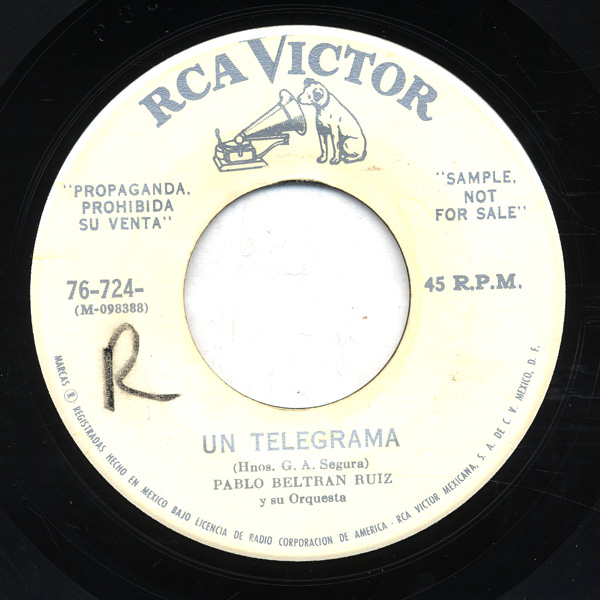 RCA VICTOR
"PROPAGANDA,
PROHIBIDA
SU VENTA"
"SAMPLE,
NOT
FOR SALE"
76-724-
(M-098388)
45 R.P.M.
R
UN TELEGRAMA
(Hnos. G. A. Segura)
PABLO BELTRAN RUIZ
y su Orquesta
MARCAS ® REGISTRADAS HECHO EN MEXICO BAJO LICENCIA DE RADIO CORPORACION DE AMERICA - RCA VICTOR MEXICANA, S. A. DE C. V. MEXICO, D. F.